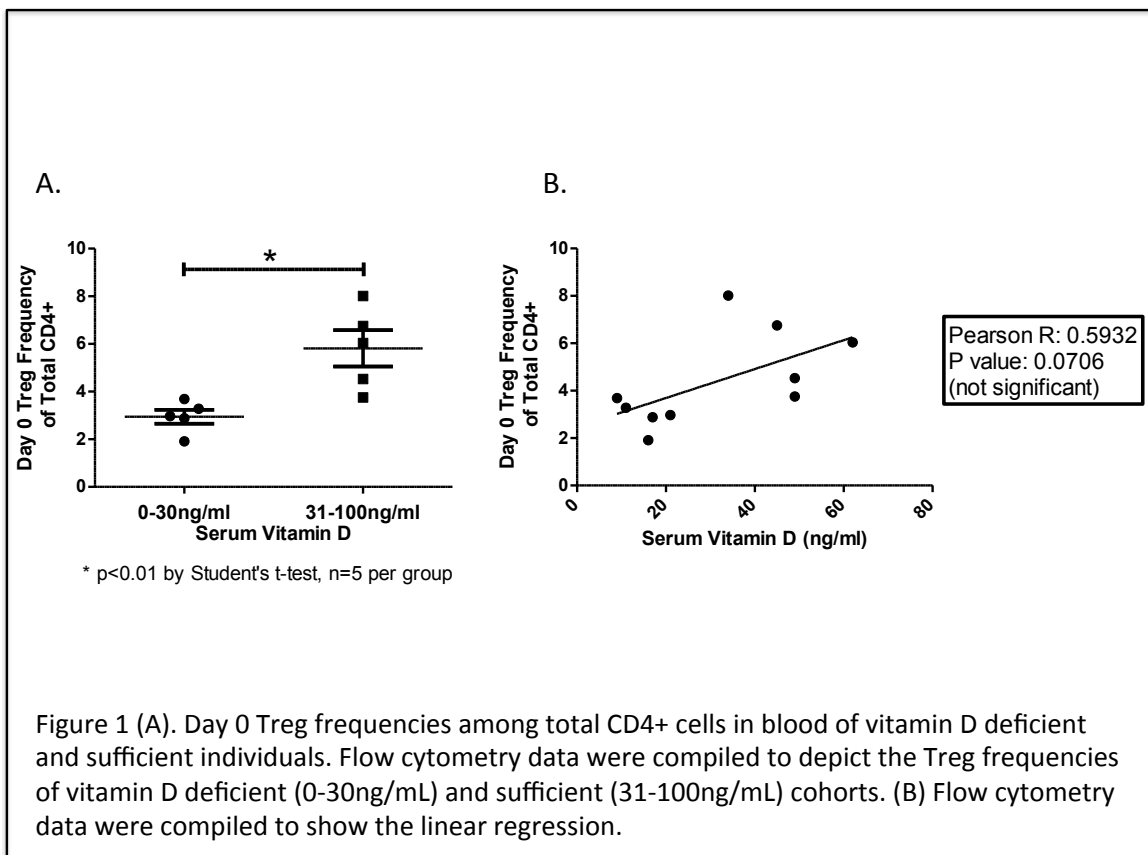 A.
B.
10
8
6
4
2
0
Day 0 Treg Frequency
of Total CD4+
*
0-30ng/ml
31-100ng/ml
Serum Vitamin D
* p<0.01 by Student's t-test, n=5 per group
10
8
6
4
2
0
Day 0 Treg Frequency
of Total CD4+
0
20
40
60
80
Serum Vitamin D (ng/ml)
Pearson R: 0.5932
P value: 0.0706
(not significant)
Figure 1 (A). Day 0 Treg frequencies among total CD4+ cells in blood of vitamin D deficient
and sufficient individuals. Flow cytometry data were compiled to depict the Treg frequencies
of vitamin D deficient (0-30ng/mL) and sufficient (31-100ng/mL) cohorts. (B) Flow cytometry
data were compiled to show the linear regression.